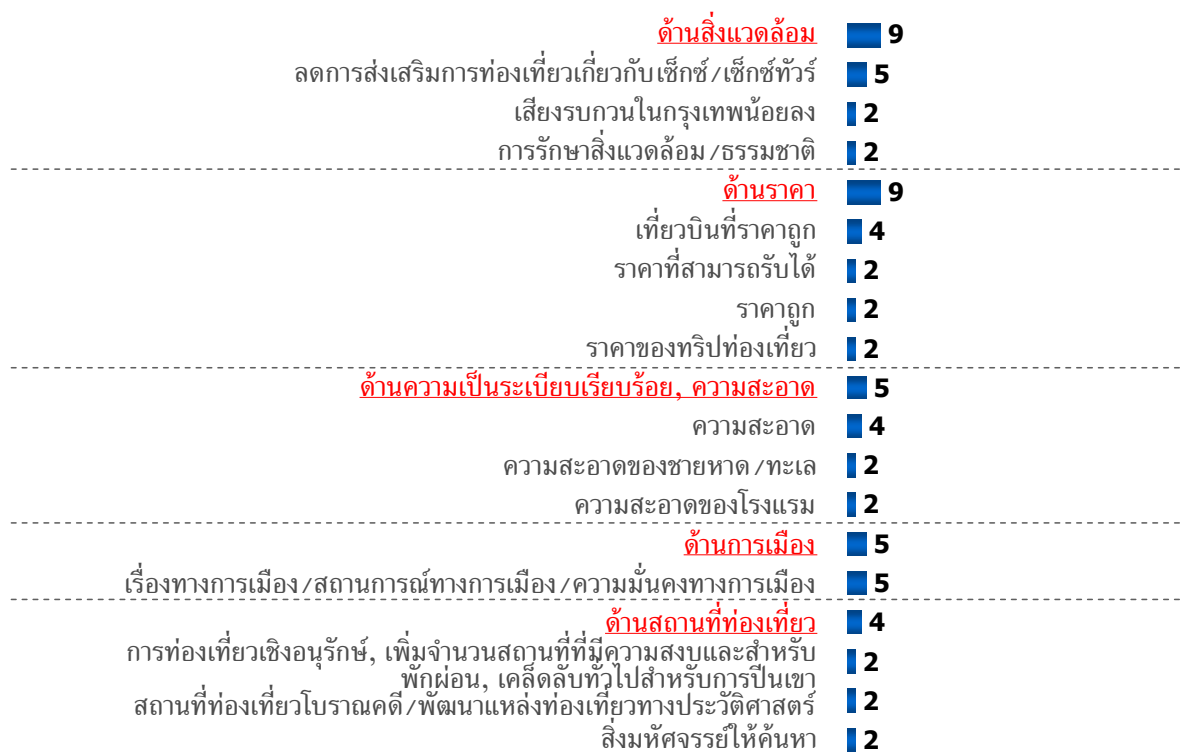 ด้านสิ่งแวดล้อม 9
ลดการส่งเสริมการท่องเที่ยวเกี่ยวกับเซ็กซ์/เซ็กซ์ทัวร์ 5
เสียงรบกวนในกรุงเทพน้อยลง 2
การรักษาสิ่งแวดล้อม/ธรรมชาติ 2
ด้านราคา 9
เที่ยวบินที่ราคาถูก 4
ราคาที่สามารถรับได้ 2
ราคาถูก 2
ราคาของทริปท่องเที่ยว 2
ด้านความเป็นระเบียบเรียบร้อย, ความสะอาด 5
ความสะอาด 4
ความสะอาดของชายหาด/ทะเล 2
ความสะอาดของโรงแรม 2
ด้านการเมือง 5
เรื่องทางการเมือง/สถานการณ์ทางการเมือง/ความมั่นคงทางการเมือง 5
ด้านสถานที่ท่องเที่ยว 4
การท่องเที่ยวเชิงอนุรักษ์, เพิ่มจำนวนสถานที่ที่มีความสงบและสำหรับ
พักผ่อน, เคล็ดลับทั่วไปสำหรับการปีนเขา 2
สถานที่ท่องเที่ยวโบราณคดี/พัฒนาแหล่งท่องเที่ยวทางประวัติศาสตร์ 2
สิ่งมหัศจรรย์ให้ค้นหา 2